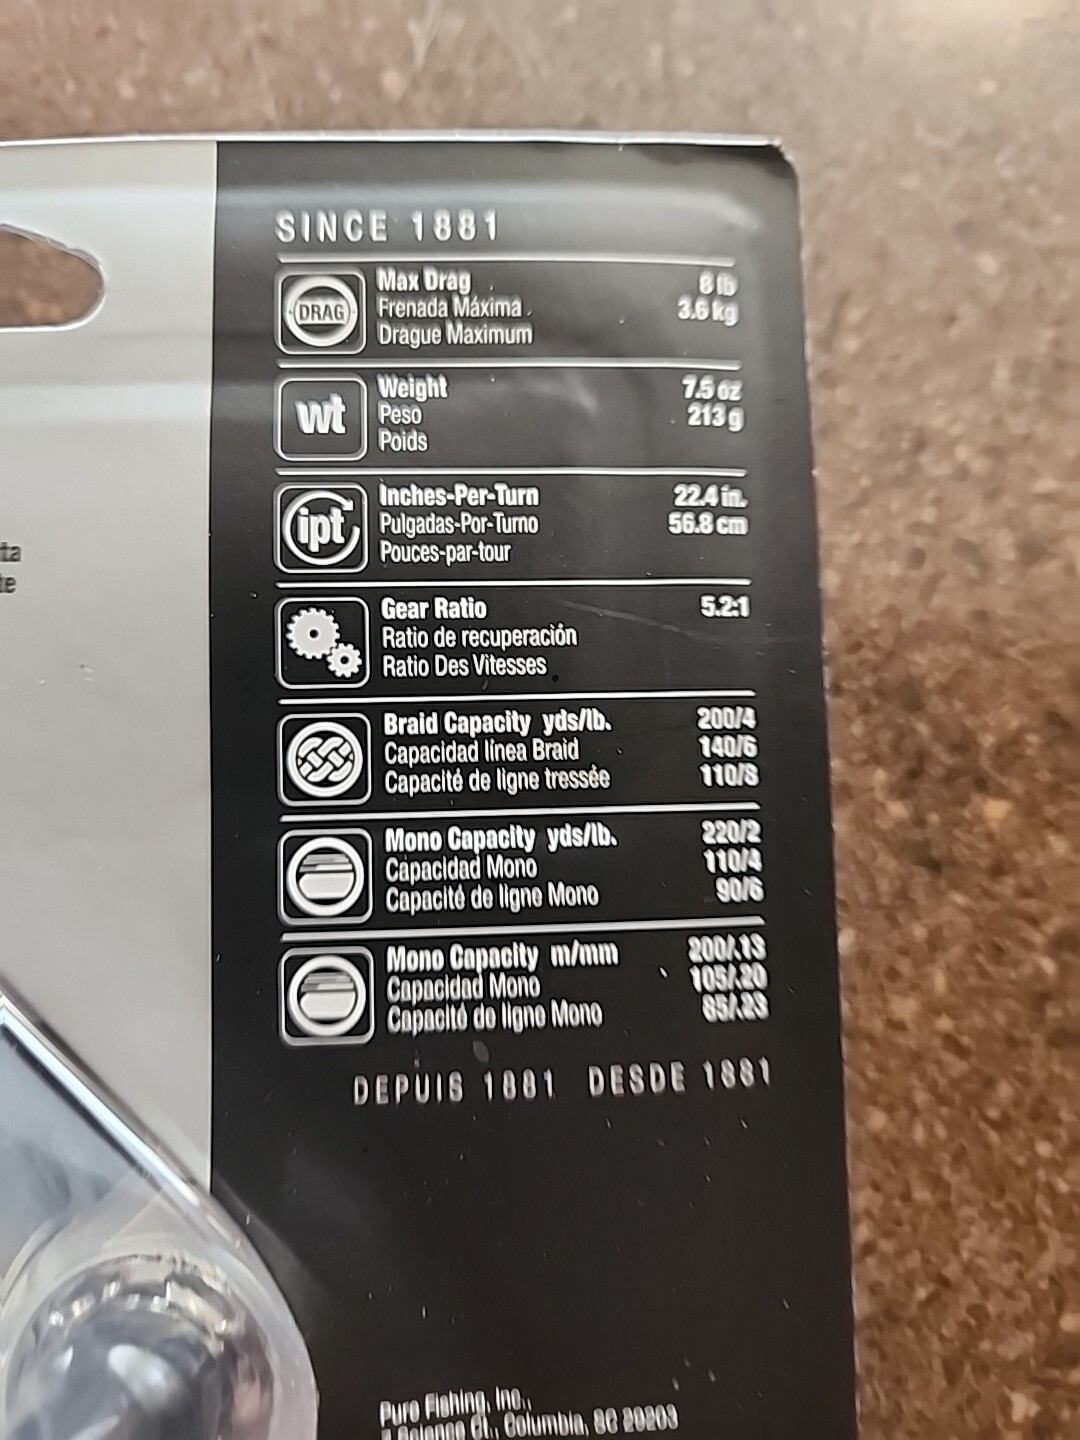 SINCE 1881
DRAG
Max Drag 8 lb
Frenada Máxima 3.6 kg
Drague Maximum
wt
Weight 7.5 oz
Peso 213 g
Poids
ipt
Inches-Per-Turn 22.4 in.
Pulgadas-Por-Turno 56.8 cm
Pouces-par-tour
Gear Ratio 5.2:1
Ratio de recuperación
Ratio Des Vitesses
Braid Capacity yds/lb. 200/4
Capacidad línea Braid 140/6
Capacité de ligne tressée 110/8
Mono Capacity yds/lb. 220/2
Capacidad Mono 110/4
Capacité de ligne Mono 90/6
Mono Capacity m/mm 200/.13
Capacidad Mono 105/.20
Capacité de ligne Mono 85/.23
DEPUIS 1881 DESDE 1881
ta
te
Pure Fishing, Inc.,
Science Ct., Columbia, SC 29203